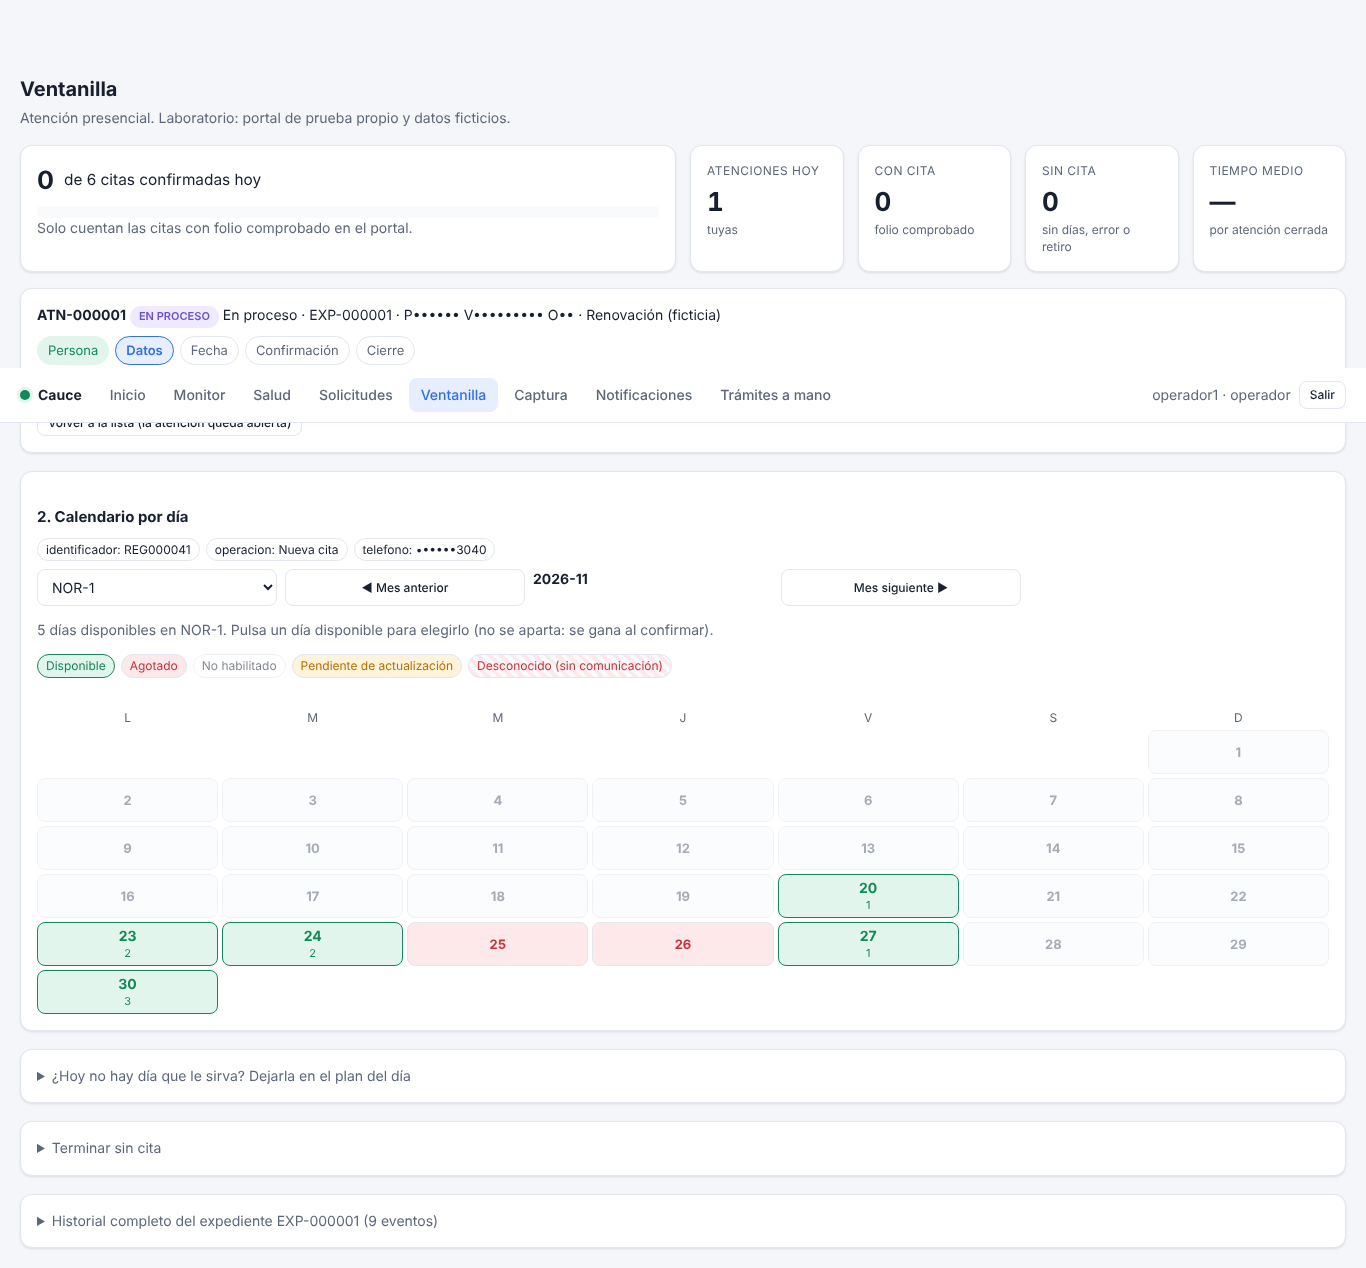 Ventanilla
Atención presencial. Laboratorio: portal de prueba propio y datos ficticios.
0 de 6 citas confirmadas hoy
Solo cuentan las citas con folio comprobado en el portal.
ATENCIONES HOY
1
tuyas
CON CITA
0
folio comprobado
SIN CITA
0
sin días, error o
retiro
TIEMPO MEDIO
—
por atención cerrada
ATN-000001 EN PROCESO En proceso · EXP-000001 · P•••••• V••••••••• O•• · Renovación (ficticia)
Persona Datos Fecha Confirmación Cierre
Cauce Inicio Monitor Salud Solicitudes Ventanilla Captura Notificaciones Trámites a mano operador1 · operador Salir
Volver a la lista (la atención queda abierta)
2. Calendario por día
identificador: REG000041 operacion: Nueva cita telefono: ••••••3040
NOR-1 ◀ Mes anterior 2026-11 Mes siguiente ▶
5 días disponibles en NOR-1. Pulsa un día disponible para elegirlo (no se aparta: se gana al confirmar).
Disponible Agotado No habilitado Pendiente de actualización Desconocido (sin comunicación)
L M M J V S D
1
2 3 4 5 6 7 8
9 10 11 12 13 14 15
16 17 18 19 20 21 22
1
23 24 25 26 27 28 29
2 2 1
30
3
▶ ¿Hoy no hay día que le sirva? Dejarla en el plan del día
▶ Terminar sin cita
▶ Historial completo del expediente EXP-000001 (9 eventos)